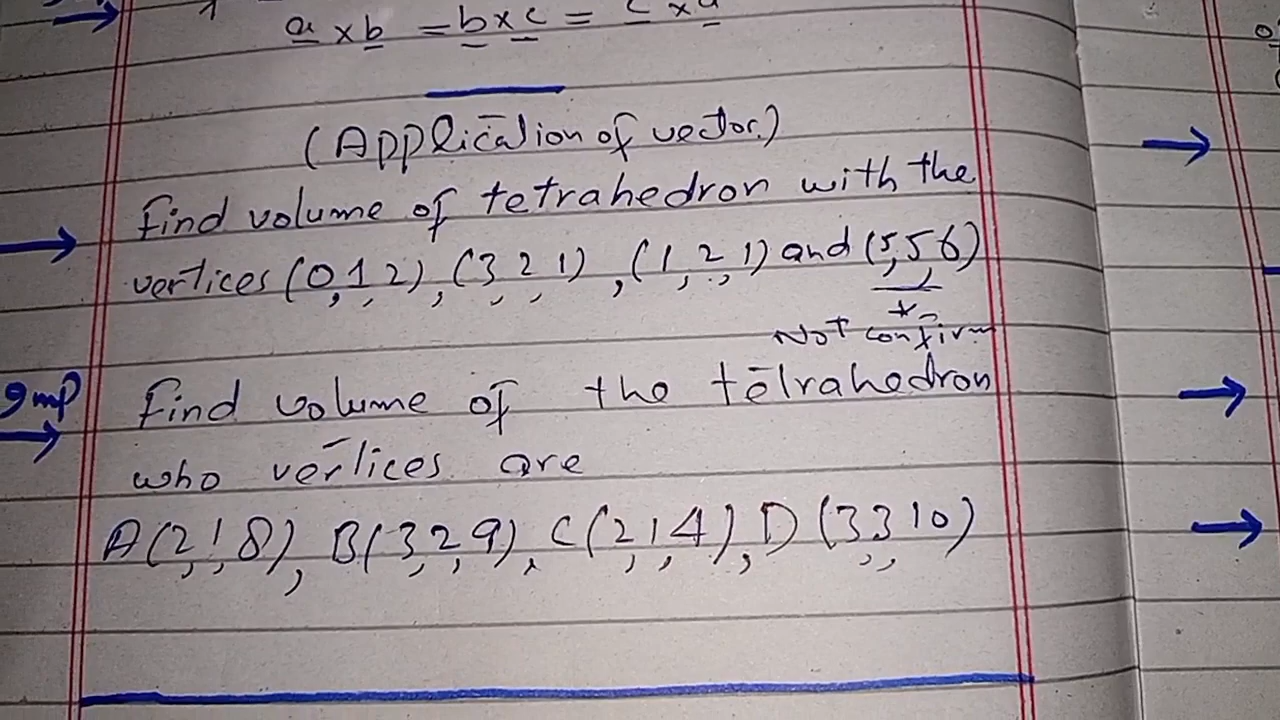 a × b = b × c = c × a
(Application of vector.)
Find volume of tetrahedron with the
vertices (0,1,2), (3,2,1), (1,2,1) and (5,5,6)
Not confirm
Imp Find volume of the tetrahedron
who vertices are
A(2,1,8), B(3,2,9), C(2,1,4), D(3,3,10)